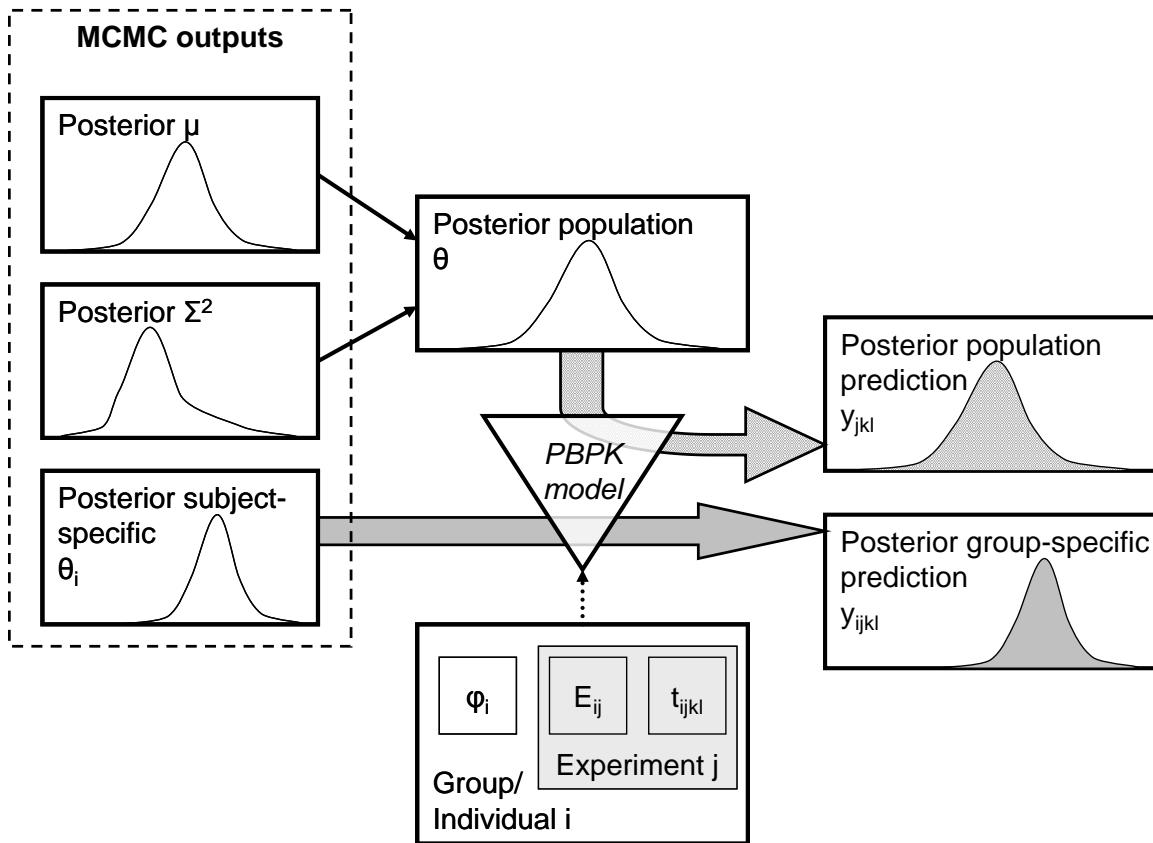 MCMC outputs
Posterior μ
Posterior Σ²
Posterior subject-
specific
θi
Posterior population
θ
PBPK
model
Posterior population
prediction
yjkl
Posterior group-specific
prediction
yijkl
φi
Eij
tijkl
Experiment j
Group/
Individual i